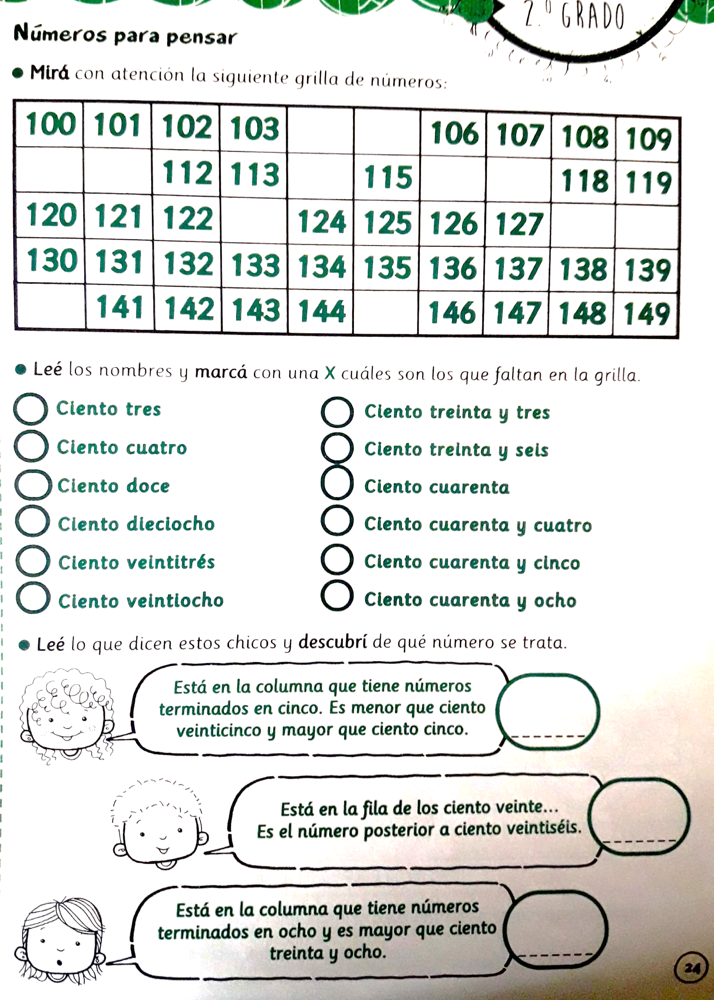 2.º GRADO
Números para pensar
Mirá con atención la siguiente grilla de números:
100 101 102 103 106 107 108 109
112 113 115 118 119
120 121 122 124 125 126 127
130 131 132 133 134 135 136 137 138 139
141 142 143 144 146 147 148 149
Leé los nombres y marcá con una X cuáles son los que faltan en la grilla.
Ciento tres
Ciento cuatro
Ciento doce
Ciento dieciocho
Ciento veintitrés
Ciento veintiocho
Ciento treinta y tres
Ciento treinta y seis
Ciento cuarenta
Ciento cuarenta y cuatro
Ciento cuarenta y cinco
Ciento cuarenta y ocho
Leé lo que dicen estos chicos y descubrí de qué número se trata.
Está en la columna que tiene números
terminados en cinco. Es menor que ciento
veinticinco y mayor que ciento cinco.
Está en la fila de los ciento veinte...
Es el número posterior a ciento veintiséis.
Está en la columna que tiene números
terminados en ocho y es mayor que ciento
treinta y ocho.
24